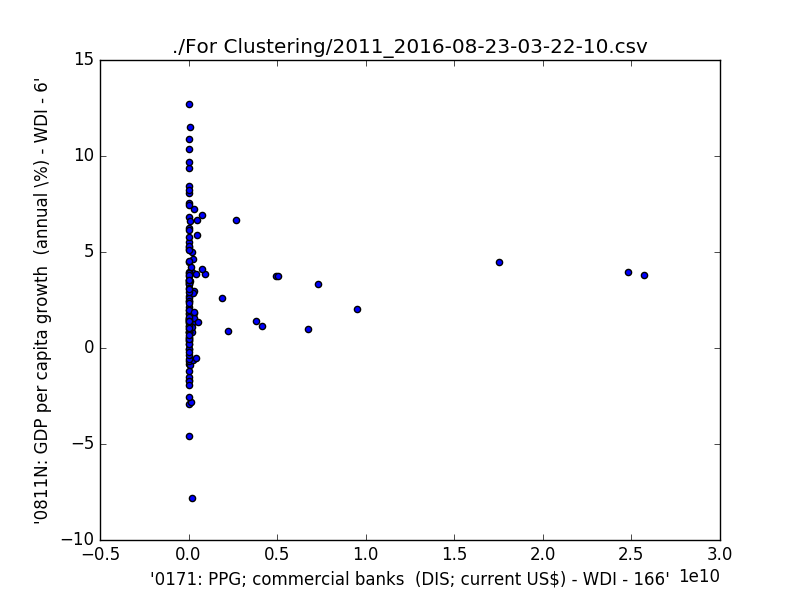 ./For Clustering/2011_2016-08-23-03-22-10.csv
'0811N: GDP per capita growth  (annual \%) - WDI - 6'
15
10
5
0
−5
−10
−0.5 0.0 0.5 1.0 1.5 2.0 2.5 3.0
1e10
'0171: PPG; commercial banks  (DIS; current US$) - WDI - 166'